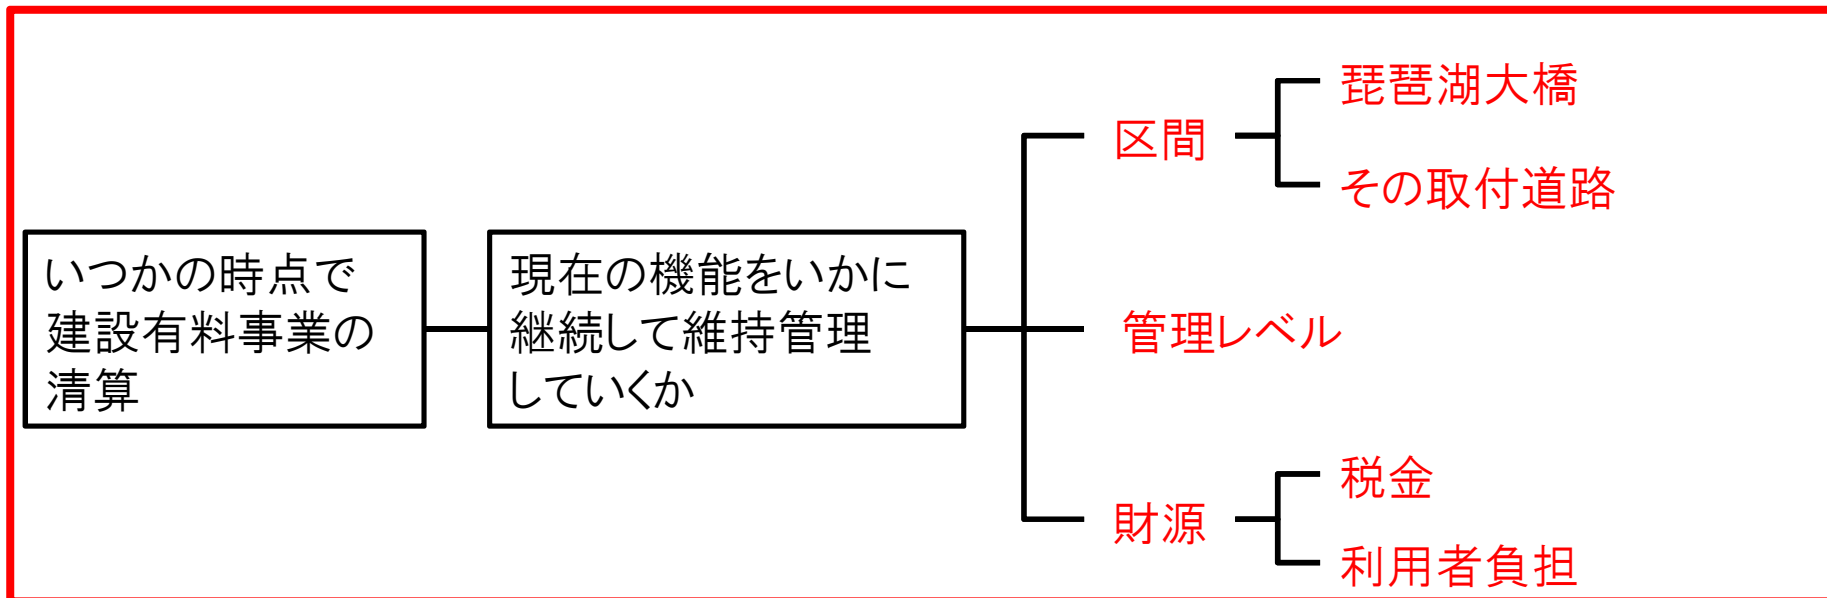 いつかの時点で
建設有料事業の
清算
現在の機能をいかに
継続して維持管理
していくか
区間
琵琶湖大橋
その取付道路
管理レベル
財源
税金
利用者負担